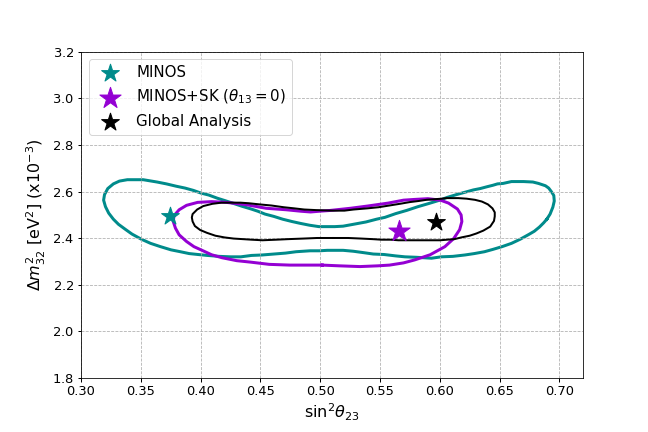 MINOS
MINOS+SK (θ₁₃ = 0)
Global Analysis
Δm²₃₂ [eV²] (x10⁻³)
3.2
3.0
2.8
2.6
2.4
2.2
2.0
1.8
0.30 0.35 0.40 0.45 0.50 0.55 0.60 0.65 0.70
sin²θ₂₃